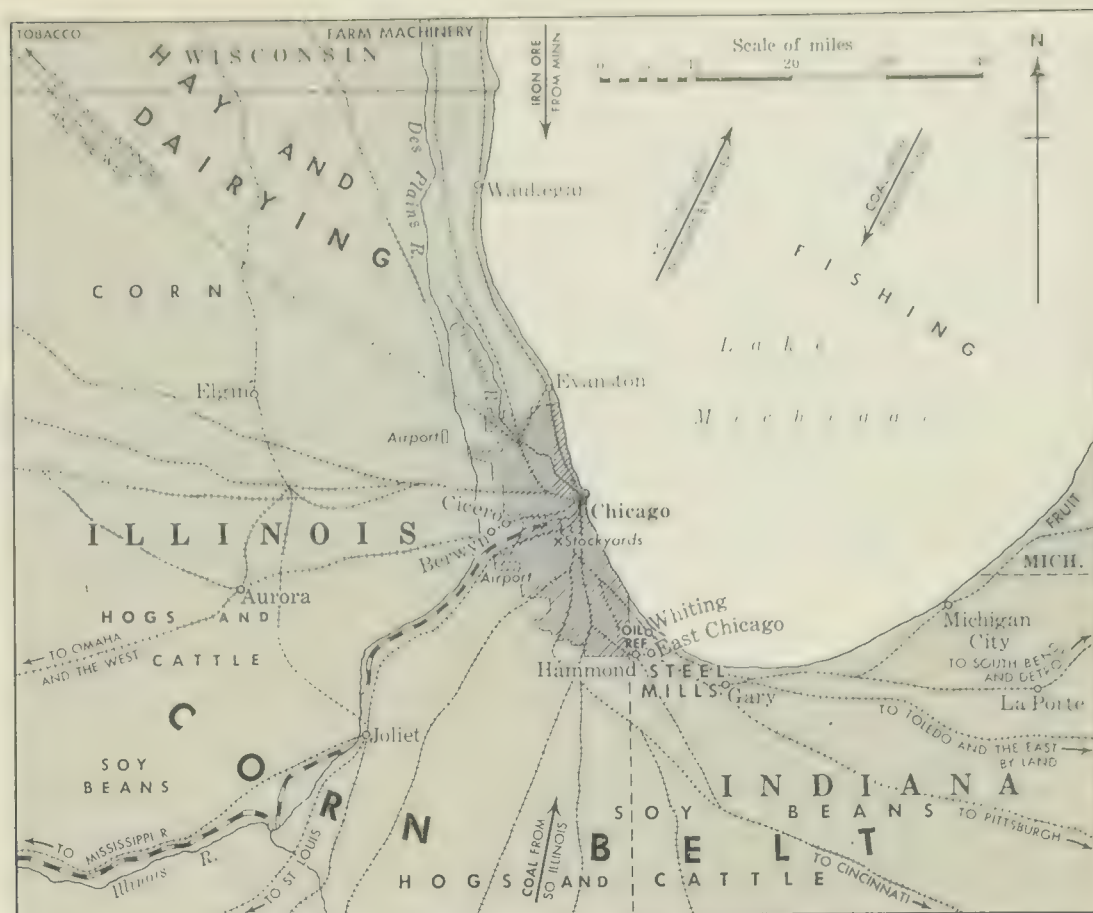 TOBACCO
FARM MACHINERY
WISCONSIN
HAY AND
DAIRYING
Des Plains R.
IRON ORE
FROM MINN
Scale of miles
0
20
N
Waukegan
COAL
FISHING
CORN
Lake
Michigan
Elgin
Evanston
Airport
Cicero
Chicago
ILLINOIS
Berwyn
Stockyards
Airport
FRUIT
MICH.
Aurora
HOGS AND
CATTLE
TO OMAHA
AND THE WEST
Whiting
OIL
REF
East Chicago
Hammond
STEEL
MILLS
Gary
Michigan
City
TO SOUTH BEND
AND DETRO
La Porte
TO TOLEDO AND THE EAST
BY LAND
Joliet
SOY
BEANS
CORN BELT
INDIANA
SOY BEANS
TO PITTSBURGH
TO MISSISSIPPI R.
Illinois R.
TO ST LOUIS
COAL FROM
SO ILLINOIS
HOGS AND CATTLE
TO CINCINNATI